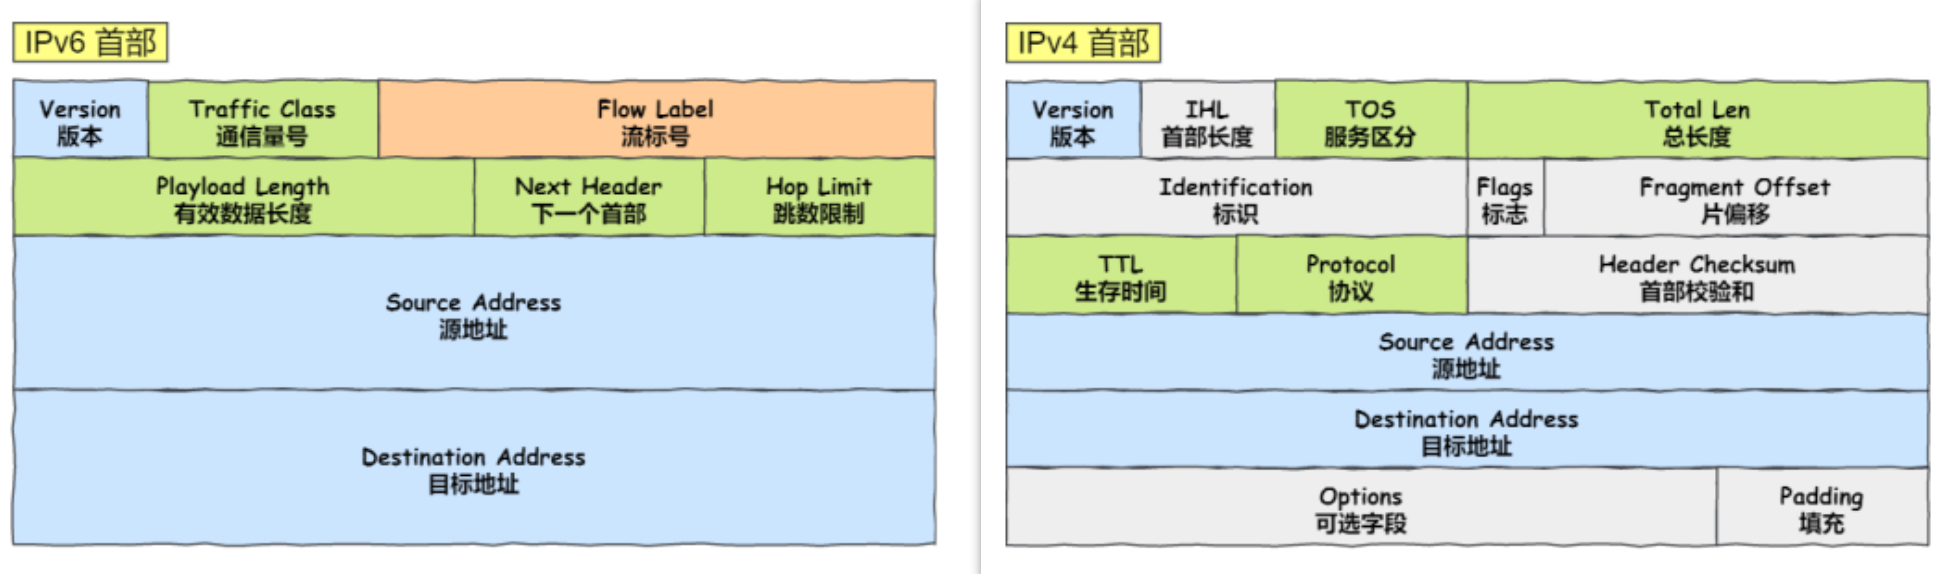 IPv6 首部
Version
版本
Traffic Class
通信量号
Flow Label
流标号
Playload Length
有效数据长度
Next Header
下一个首部
Hop Limit
跳数限制
Source Address
源地址
Destination Address
目标地址
IPv4 首部
Version
版本
IHL
首部长度
TOS
服务区分
Total Len
总长度
Identification
标识
Flags
标志
Fragment Offset
片偏移
TTL
生存时间
Protocol
协议
Header Checksum
首部校验和
Source Address
源地址
Destination Address
目标地址
Options
可选字段
Padding
填充